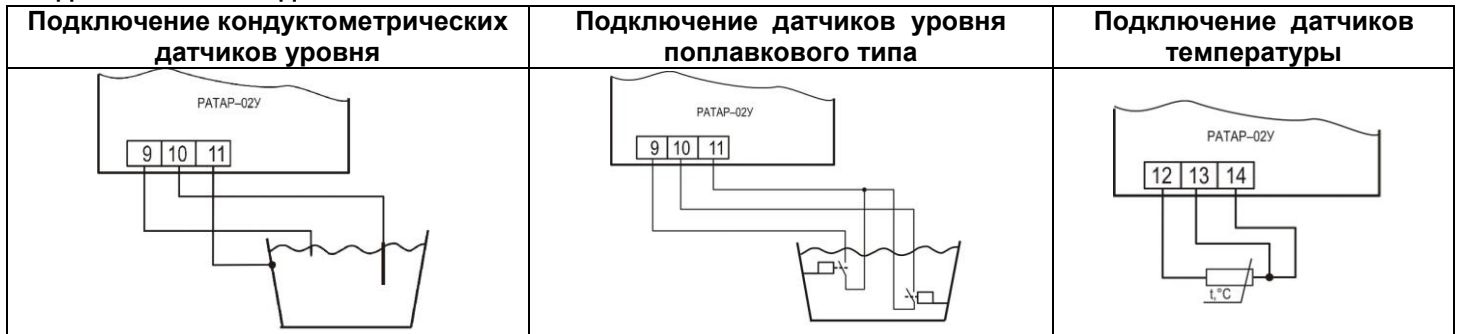 Подключение кондуктометрических
датчиков уровня
Подключение датчиков уровня
поплавкового типа
Подключение датчиков
температуры
РАТАР–02У
9 10 11
РАТАР–02У
9 10 11
РАТАР–02У
12 13 14
t,°C